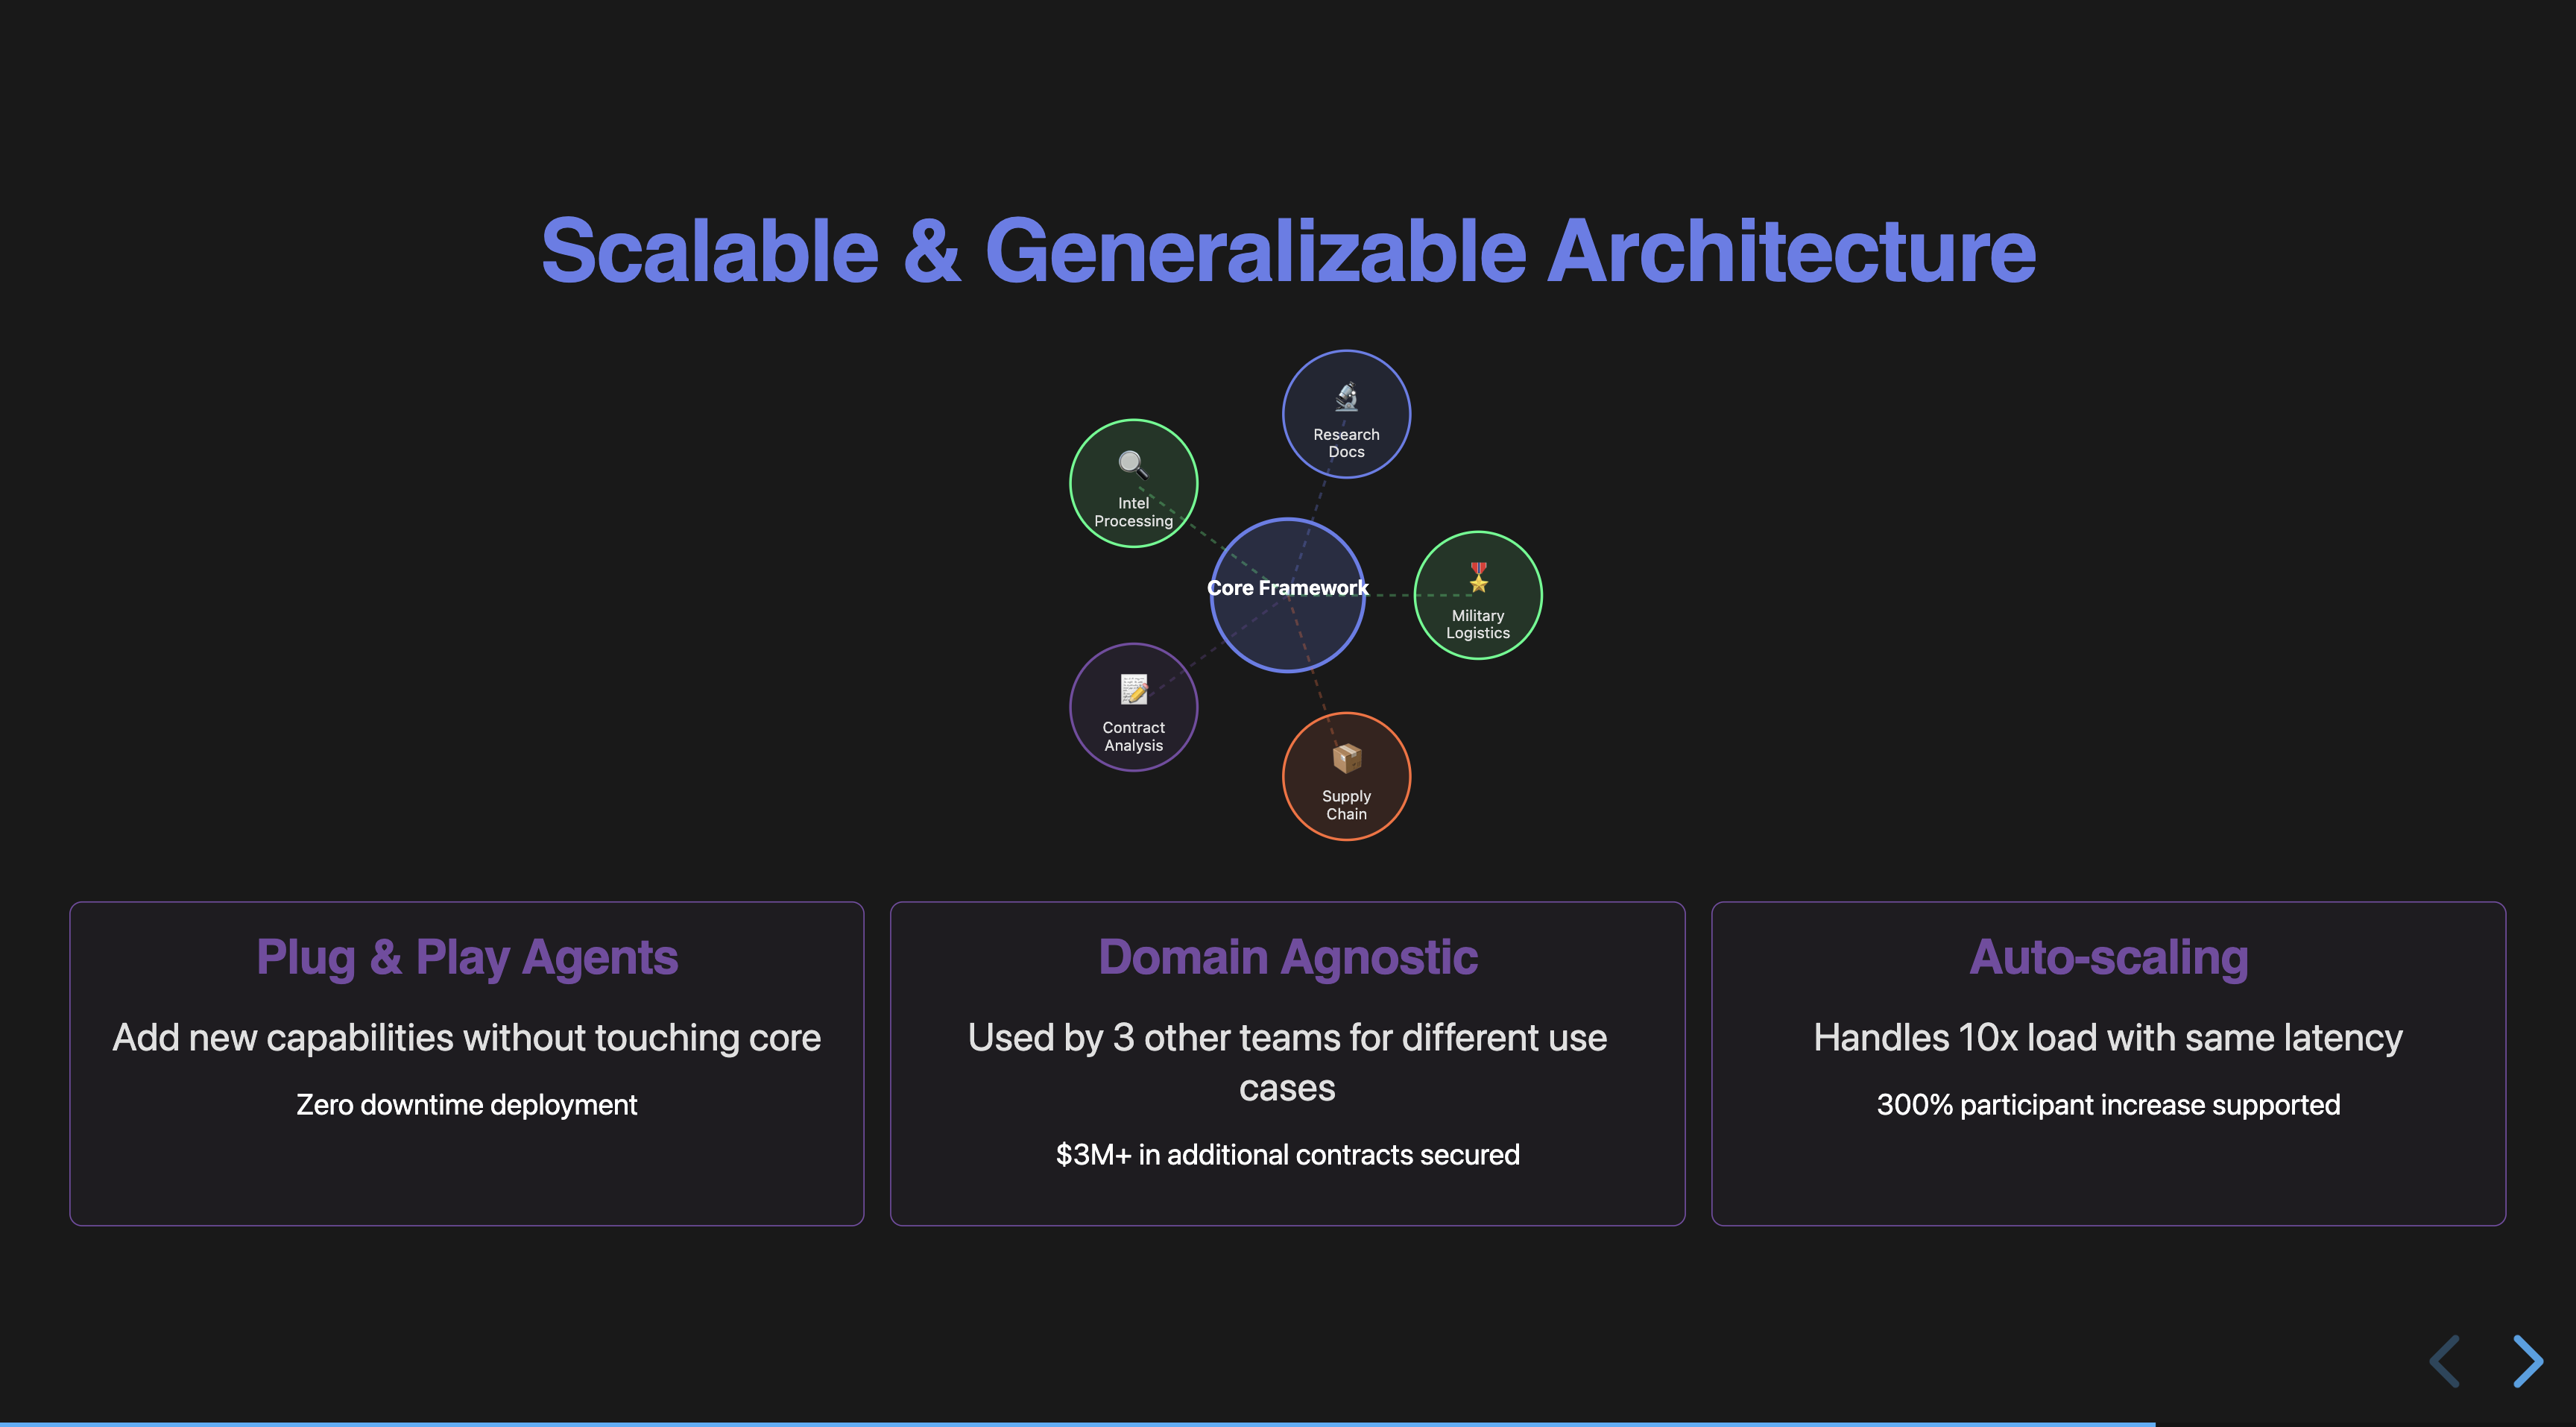 Scalable & Generalizable Architecture
Research
Docs
Intel
Processing
Core Framework
Military
Logistics
Contract
Analysis
Supply
Chain
Plug & Play Agents
Add new capabilities without touching core
Zero downtime deployment
Domain Agnostic
Used by 3 other teams for different use
cases
$3M+ in additional contracts secured
Auto-scaling
Handles 10x load with same latency
300% participant increase supported